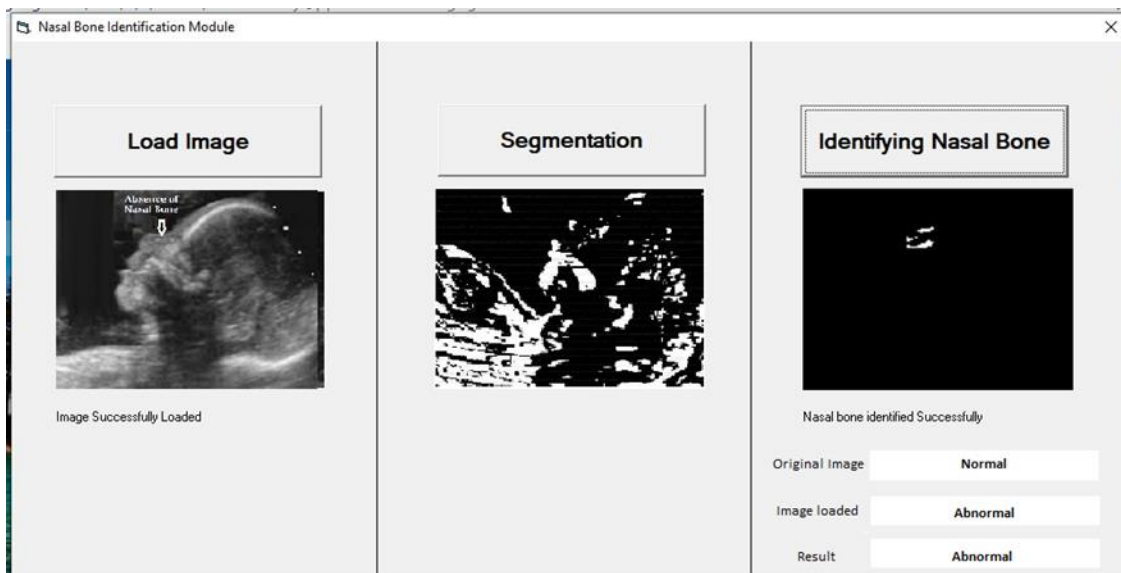 Nasal Bone Identification Module
Load Image
Segmentation
Identifying Nasal Bone
Absence of
Nasal Bone
Image Successfully Loaded
Nasal bone identified Successfully
Original Image Normal
Image loaded Abnormal
Result Abnormal